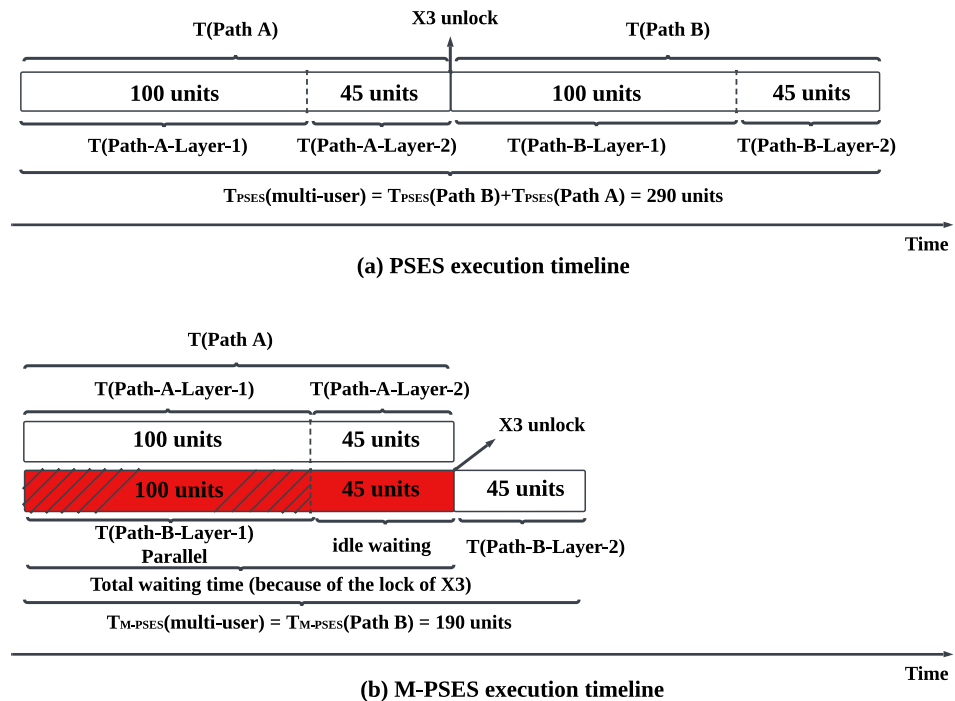 X3 unlock
T(Path A)
T(Path B)
100 units
45 units
100 units
45 units
T(Path-A-Layer-1)
T(Path-A-Layer-2)
T(Path-B-Layer-1)
T(Path-B-Layer-2)
TPSES(multi-user) = TPSES(Path B)+TPSES(Path A) = 290 units
Time
(a) PSES execution timeline
T(Path A)
T(Path-A-Layer-1)
T(Path-A-Layer-2)
X3 unlock
100 units
45 units
100 units
45 units
45 units
T(Path-B-Layer-1)
Parallel
idle waiting
T(Path-B-Layer-2)
Total waiting time (because of the lock of X3)
TM-PSES(multi-user) = TM-PSES(Path B) = 190 units
Time
(b) M-PSES execution timeline